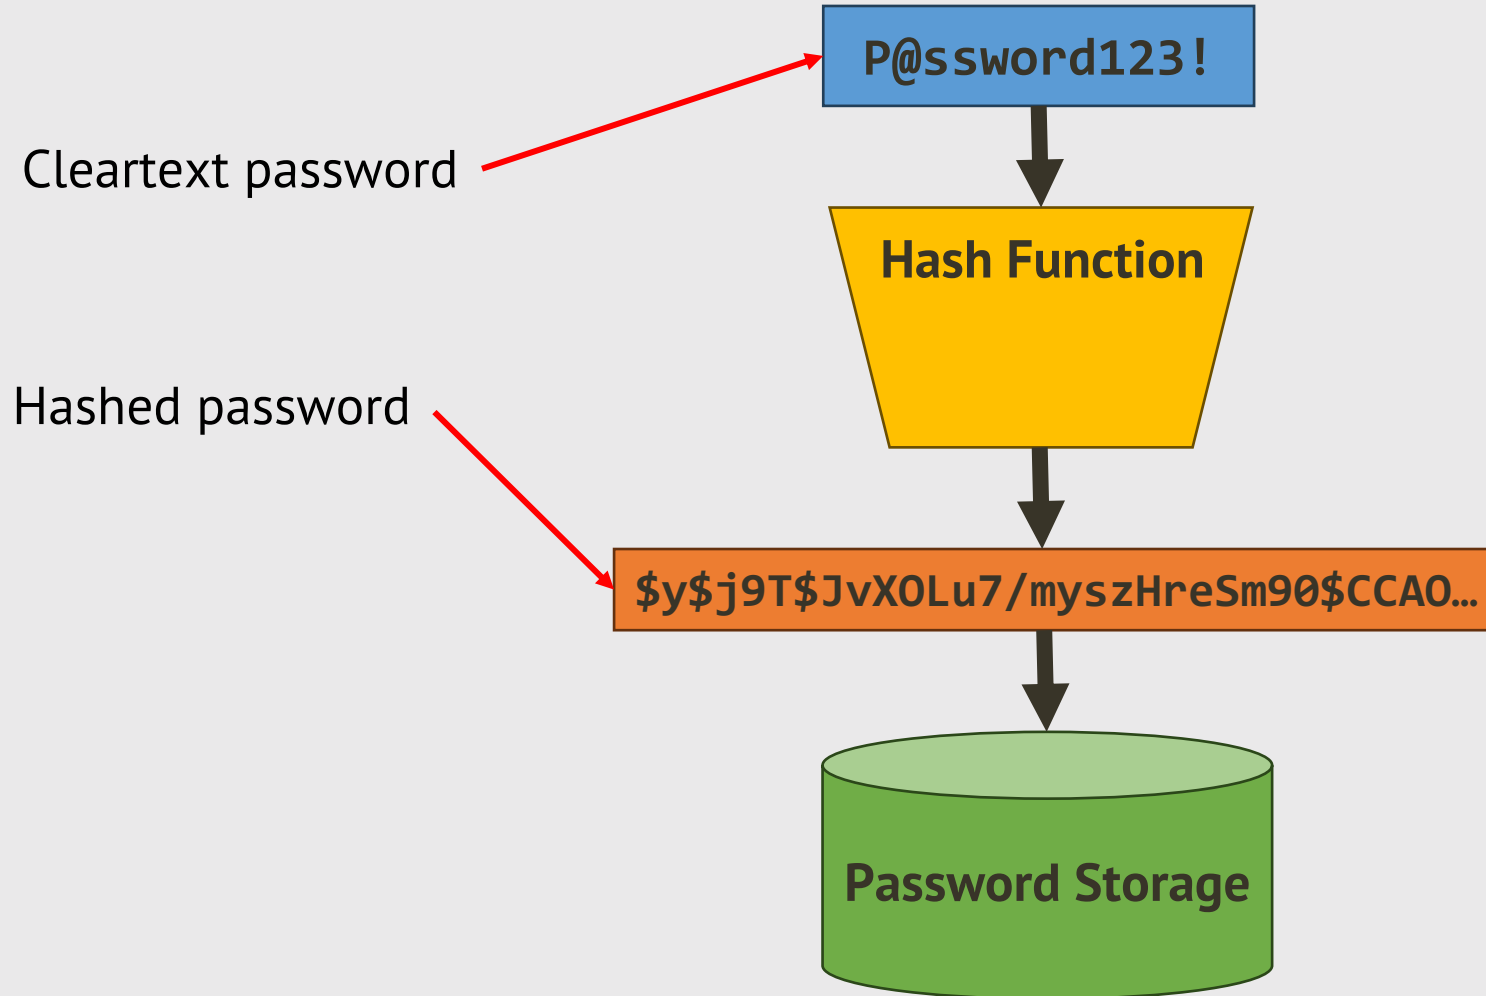 P@ssword123!
Cleartext password
Hash Function
Hashed password
$y$j9T$JvXOLu7/myszHreSm90$CCAO…
Password Storage